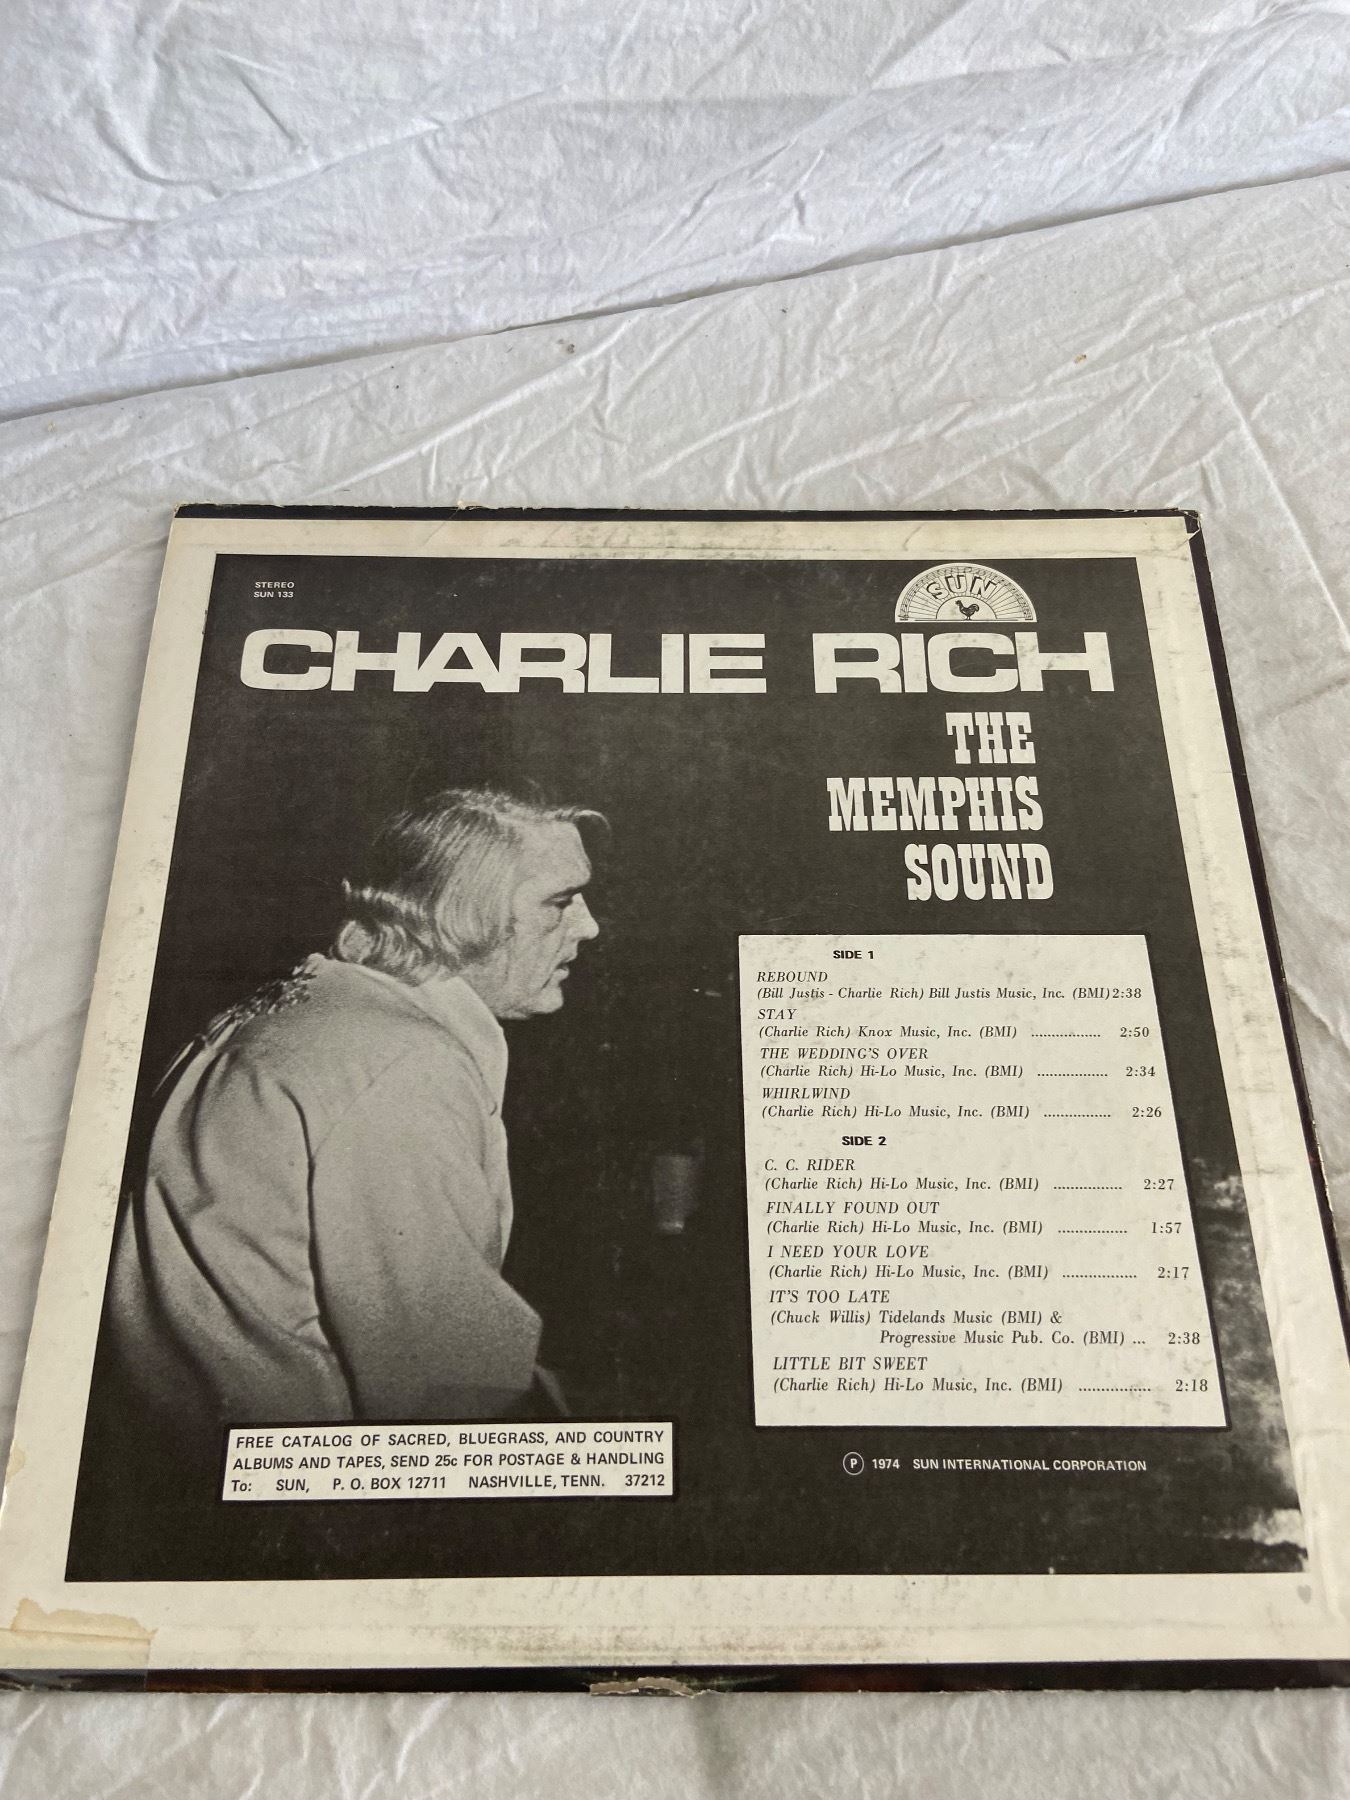 STEREO
SUN 133
SUN
CHARLIE RICH
THE
MEMPHIS
SOUND
SIDE 1
REBOUND
(Bill Justis - Charlie Rich) Bill Justis Music, Inc. (BMI) 2:38
STAY
(Charlie Rich) Knox Music, Inc. (BMI) ................ 2:50
THE WEDDING'S OVER
(Charlie Rich) Hi-Lo Music, Inc. (BMI) ................ 2:34
WHIRLWIND
(Charlie Rich) Hi-Lo Music, Inc. (BMI) ................ 2:26
SIDE 2
C. C. RIDER
(Charlie Rich) Hi-Lo Music, Inc. (BMI) ................ 2:27
FINALLY FOUND OUT
(Charlie Rich) Hi-Lo Music, Inc. (BMI) ................ 1:57
I NEED YOUR LOVE
(Charlie Rich) Hi-Lo Music, Inc. (BMI) ................. 2:17
IT'S TOO LATE
(Chuck Willis) Tidelands Music (BMI) &
Progressive Music Pub. Co. (BMI) ... 2:38
LITTLE BIT SWEET
(Charlie Rich) Hi-Lo Music, Inc. (BMI) ................. 2:18
FREE CATALOG OF SACRED, BLUEGRASS, AND COUNTRY
ALBUMS AND TAPES, SEND 25c FOR POSTAGE & HANDLING
To: SUN, P. O. BOX 12711 NASHVILLE, TENN. 37212
Ⓟ 1974 SUN INTERNATIONAL CORPORATION